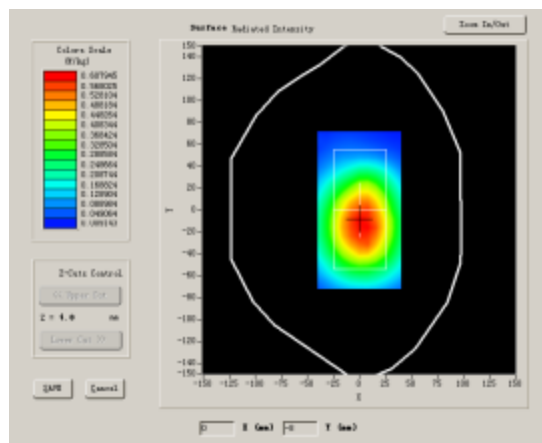 Surface Radiated Intensity
Zoom In/Out
Colors Scale
(W/kg)
0.607945
0.568025
0.528104
0.488184
0.448264
0.408344
0.368424
0.328504
0.288584
0.248664
0.208744
0.168824
0.128904
0.088984
0.049064
0.009143
Z-Cuts Control
<< Upper Cut
Z = 4.0 mm
Lower Cut >>
SAVE
Cancel
150
140
120
100
80
60
40
20
0
-20
-40
-60
-80
-100
-120
-140
-150
Y
-150 -125 -100 -75 -50 -25 0 25 50 75 100 125 150
X
0 X (mm) -8 Y (mm)